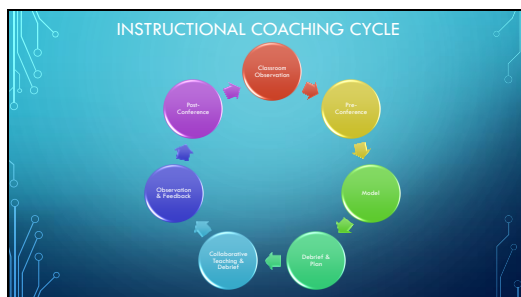 INSTRUCTIONAL COACHING CYCLE
Classroom
Observation
Pre-
Conference
Model
Debrief &
Plan
Collaborative
Teaching &
Debrief
Observation
& Feedback
Post-
Conference